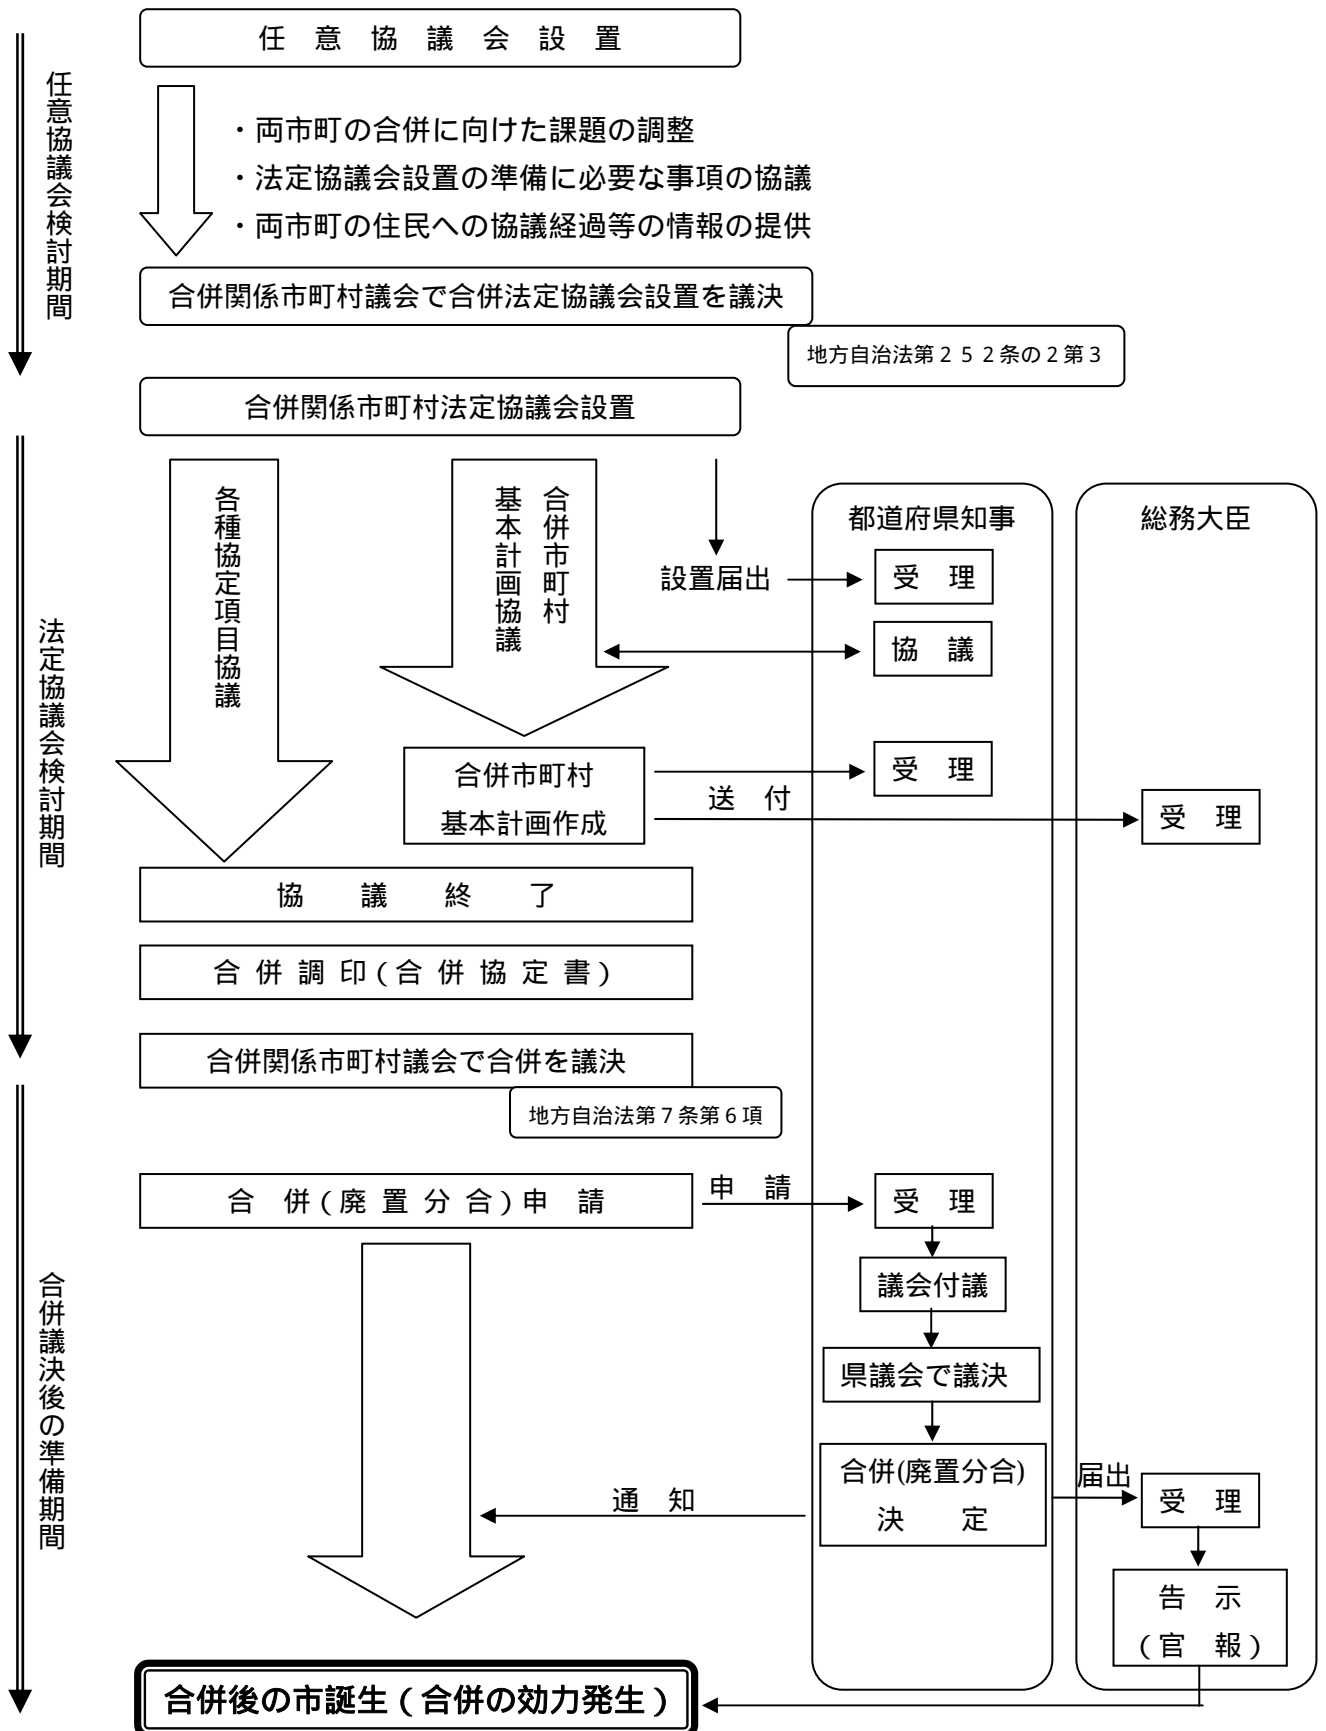 任意協議会設置
任意協議会検討期間
・両市町の合併に向けた課題の調整
・法定協議会設置の準備に必要な事項の協議
・両市町の住民への協議経過等の情報の提供
合併関係市町村議会で合併法定協議会設置を議決
地方自治法第252条の2第3
合併関係市町村法定協議会設置
法定協議会検討期間
各種協定項目協議
合併市町村
基本計画協議
都道府県知事
総務大臣
設置届出
受理
協議
合併市町村
基本計画作成
送付
受理
受理
協議終了
合併調印(合併協定書)
合併関係市町村議会で合併を議決
地方自治法第7条第6項
合併議決後の準備期間
合併(廃置分合)申請
申請
受理
議会付議
県議会で議決
合併(廃置分合)
決定
通知
届出
受理
告示
(官報)
合併後の市誕生(合併の効力発生)